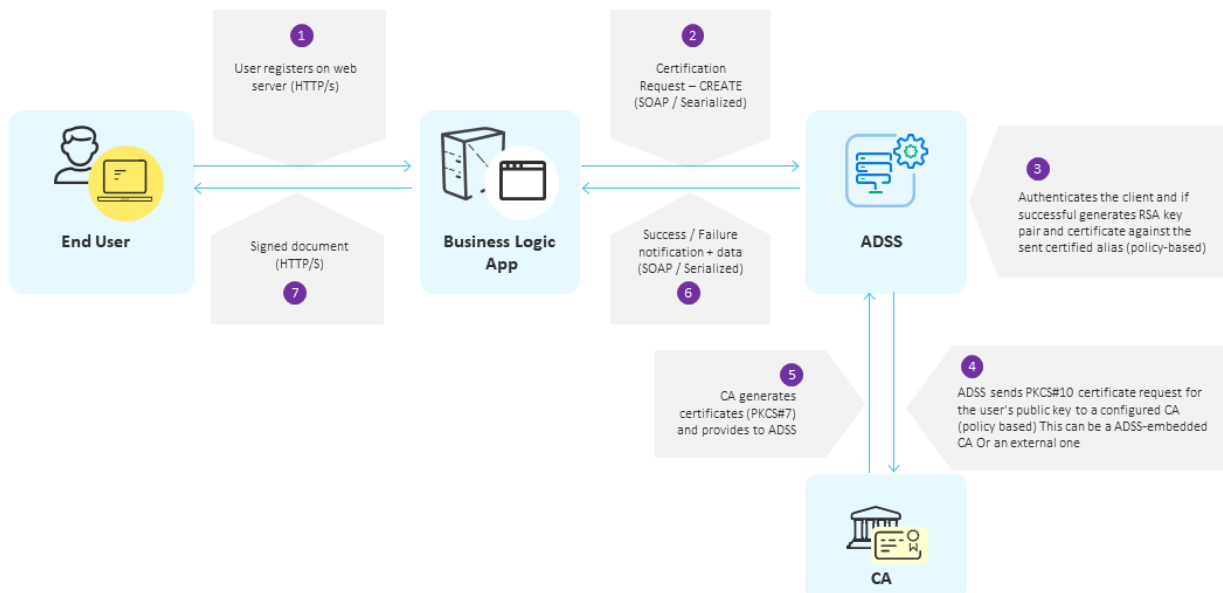 1
User registers on web
server (HTTP/s)
2
Certification
Request – CREATE
(SOAP / Searialized)
End User
Business Logic
App
ADSS
3
Authenticates the client and if
successful generates RSA key
pair and certificate against the
sent certified alias (policy-based)
Signed document
(HTTP/S)
7
Success / Failure
notification + data
(SOAP / Serialized)
6
5
CA generates
certificates (PKCS#7)
and provides to ADSS
4
ADSS sends PKCS#10 certificate request for
the user's public key to a configured CA
(policy based) This can be a ADSS-embedded
CA Or an external one
CA